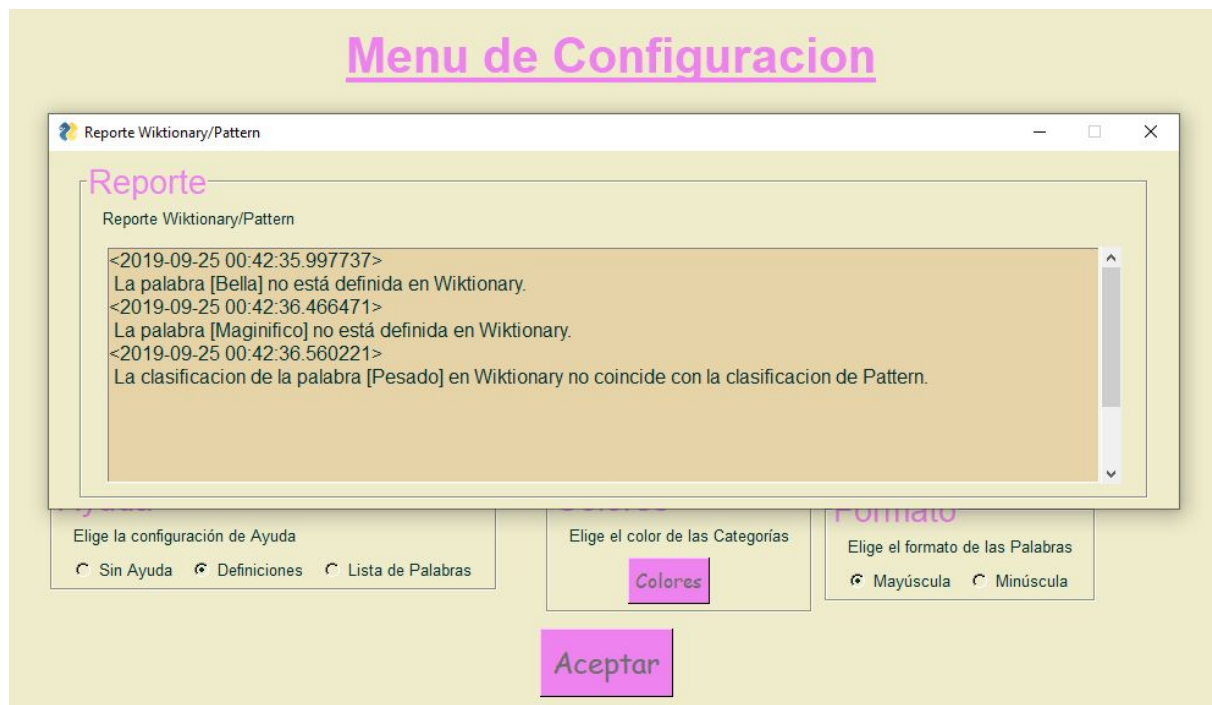 Menu de Configuracion
Reporte Wiktionary/Pattern
Reporte
Reporte Wiktionary/Pattern
<2019-09-25 00:42:35.997737>
La palabra [Bella] no está definida en Wiktionary.
<2019-09-25 00:42:36.466471>
La palabra [Maginifico] no está definida en Wiktionary.
<2019-09-25 00:42:36.560221>
La clasificacion de la palabra [Pesado] en Wiktionary no coincide con la clasificacion de Pattern.
Ayuda
Elige la configuración de Ayuda
Sin Ayuda Definiciones Lista de Palabras
Colores
Elige el color de las Categorías
Colores
Formato
Elige el formato de las Palabras
Mayúscula Minúscula
Aceptar